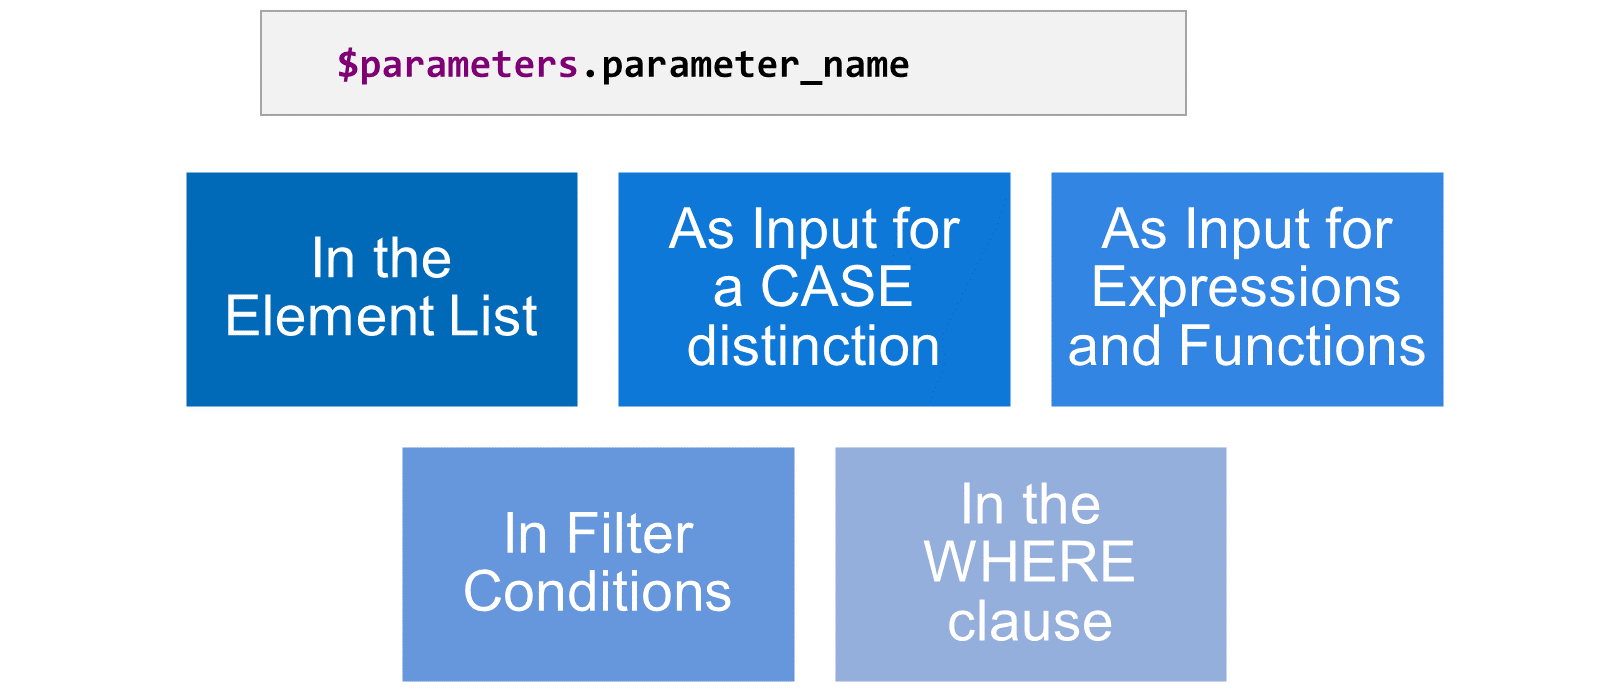 $parameters.parameter_name
In the
Element List
As Input for
a CASE
distinction
As Input for
Expressions
and Functions
In Filter
Conditions
In the
WHERE
clause